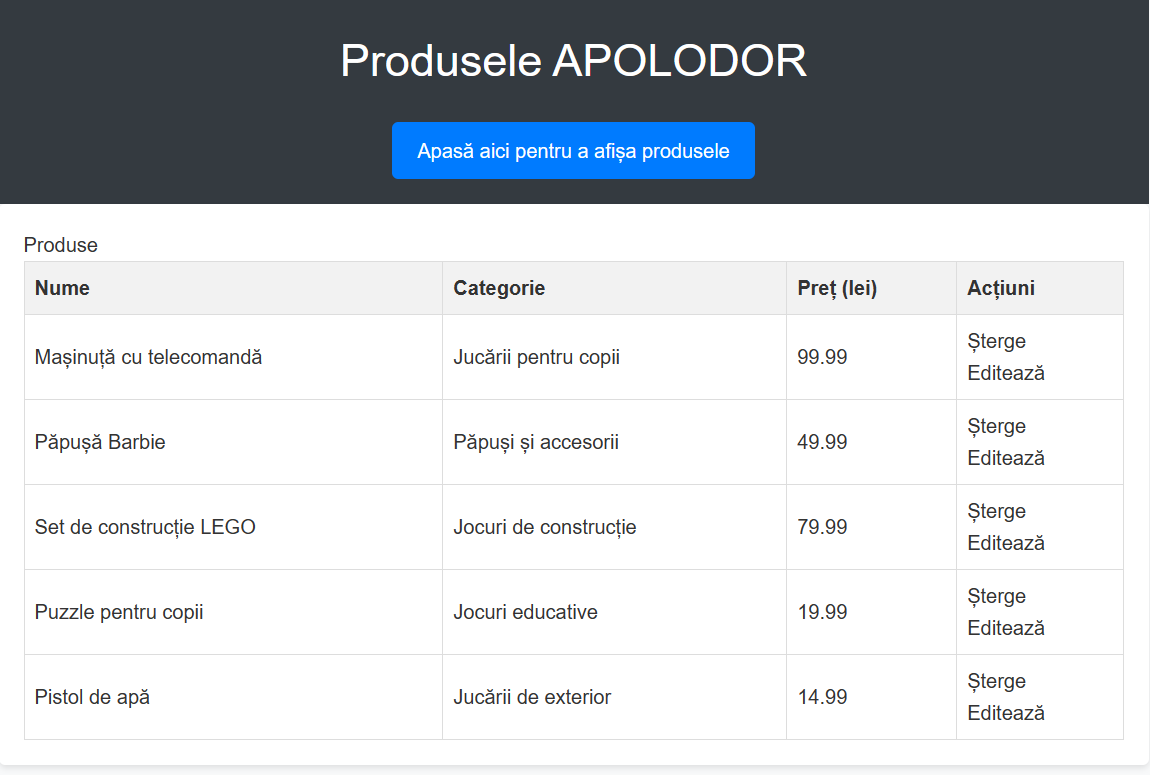 Produsele APOLODOR
Apasă aici pentru a afișa produsele
Produse
Nume Categorie Preț (lei) Acțiuni
Mașinuță cu telecomandă Jucării pentru copii 99.99 Șterge
Editează
Păpușă Barbie Păpuși și accesorii 49.99 Șterge
Editează
Set de construcție LEGO Jocuri de construcție 79.99 Șterge
Editează
Puzzle pentru copii Jocuri educative 19.99 Șterge
Editează
Pistol de apă Jucării de exterior 14.99 Șterge
Editează